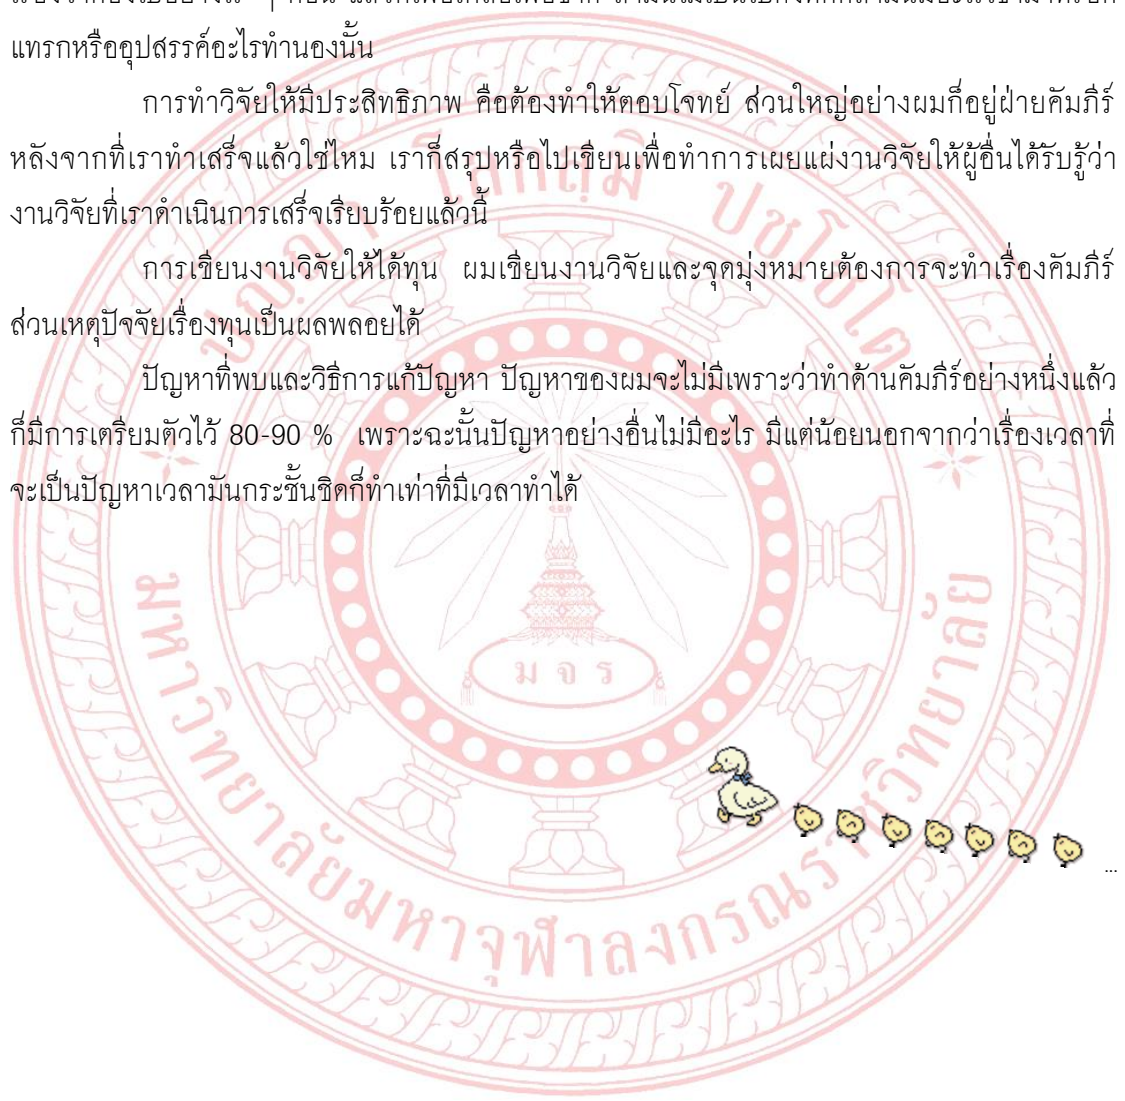 แทรกหรืออุปสรรค์อะไรทำนองนั้น
การทำวิจัยให้มีประสิทธิภาพ คือต้องทำให้ตอบโจทย์ ส่วนใหญ่อย่างผมก็อยู่ฝ่ายคัมภีร์
หลังจากที่เราทำเสร็จแล้วใช่ไหม เราก็สรุปหรือไปเขียนเพื่อทำการเผยแผ่งานวิจัยให้ผู้อื่นได้รับรู้ว่า
งานวิจัยที่เราดำเนินการเสร็จเรียบร้อยแล้วนี้
การเขียนงานวิจัยให้ได้ทุน ผมเขียนงานวิจัยและจุดมุ่งหมายต้องการจะทำเรื่องคัมภีร์
ส่วนเหตุปัจจัยเรื่องทุนเป็นผลพลอยได้
ปัญหาที่พบและวิธีการแก้ปัญหา ปัญหาของผมจะไม่มีเพราะว่าทำด้านคัมภีร์อย่างหนึ่งแล้ว
ก็มีการเตรียมตัวไว้ 80-90 % เพราะฉะนั้นปัญหาอย่างอื่นไม่มีอะไร มีแต่น้อยนอกจากว่าเรื่องเวลาที่
จะเป็นปัญหาเวลามันกระชั้นชิดก็ทำเท่าที่มีเวลาทำได้
ปญฺญา โลกสฺมิ ปชฺโชโต
ม จ ร
มหาวิทยาลัยมหาจุฬาลงกรณราชวิทยาลัย
...